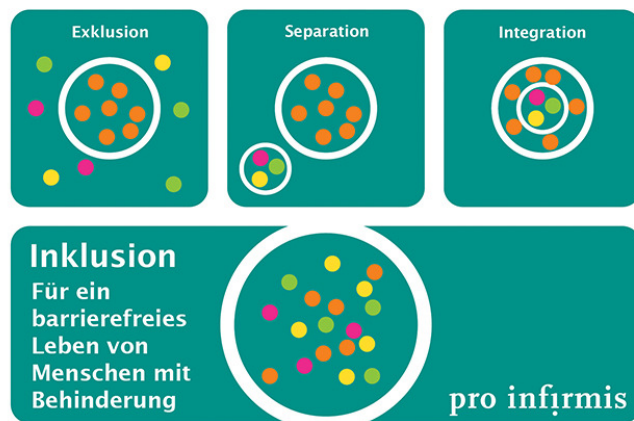 Exklusion
Separation
Integration
Inklusion
Für ein
barrierefreies
Leben von
Menschen mit
Behinderung
pro infirmis